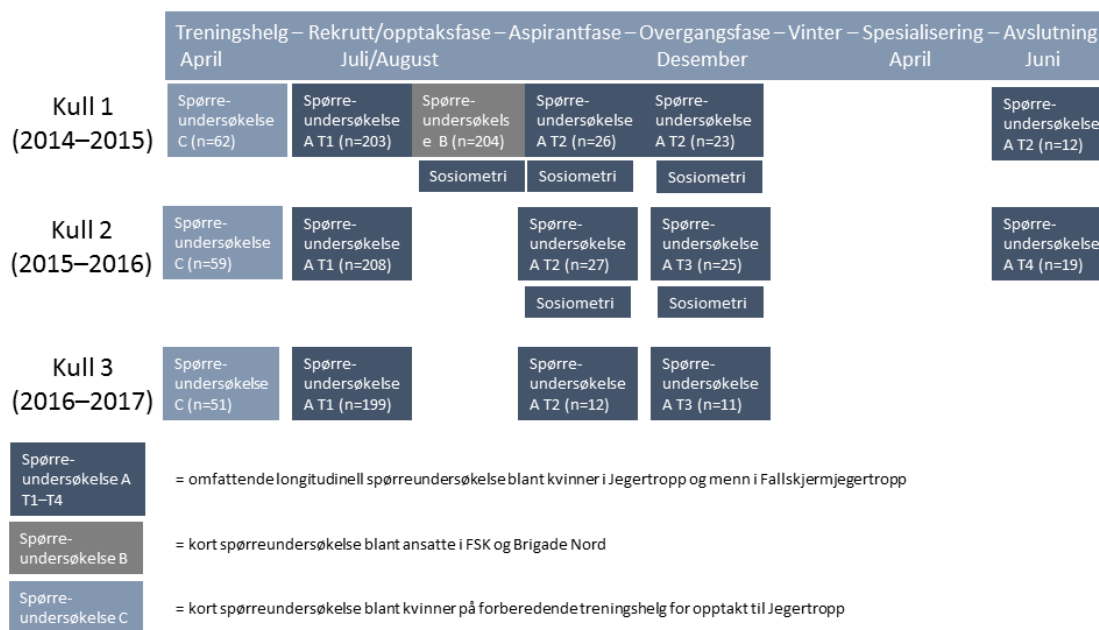 Treningshelg – Rekrutt/opptaksfase – Aspirantfase – Overgangsfase – Vinter – Spesialisering – Avslutning
April Juli/August Desember April Juni
Kull 1
(2014–2015)
Spørre-
undersøkelse
C (n=62)
Spørre-
undersøkelse
A T1 (n=203)
Spørre-
undersøkels
e B (n=204)
Spørre-
undersøkelse
A T2 (n=26)
Spørre-
undersøkelse
A T2 (n=23)
Spørre-
undersøkelse
A T2 (n=12)
Sosiometri
Sosiometri
Sosiometri
Kull 2
(2015–2016)
Spørre-
undersøkelse
C (n=59)
Spørre-
undersøkelse
A T1 (n=208)
Spørre-
undersøkelse
A T2 (n=27)
Spørre-
undersøkelse
A T3 (n=25)
Spørre-
undersøkelse
A T4 (n=19)
Sosiometri
Sosiometri
Kull 3
(2016–2017)
Spørre-
undersøkelse
C (n=51)
Spørre-
undersøkelse
A T1 (n=199)
Spørre-
undersøkelse
A T2 (n=12)
Spørre-
undersøkelse
A T3 (n=11)
Spørre-
undersøkelse A
T1–T4
= omfattende longitudinell spørreundersøkelse blant kvinner i Jegertropp og menn i Fallskjermjegertropp
Spørre-
undersøkelse B
= kort spørreundersøkelse blant ansatte i FSK og Brigade Nord
Spørre-
undersøkelse C
= kort spørreundersøkelse blant kvinner på forberedende treningshelg for opptakt til Jegertropp